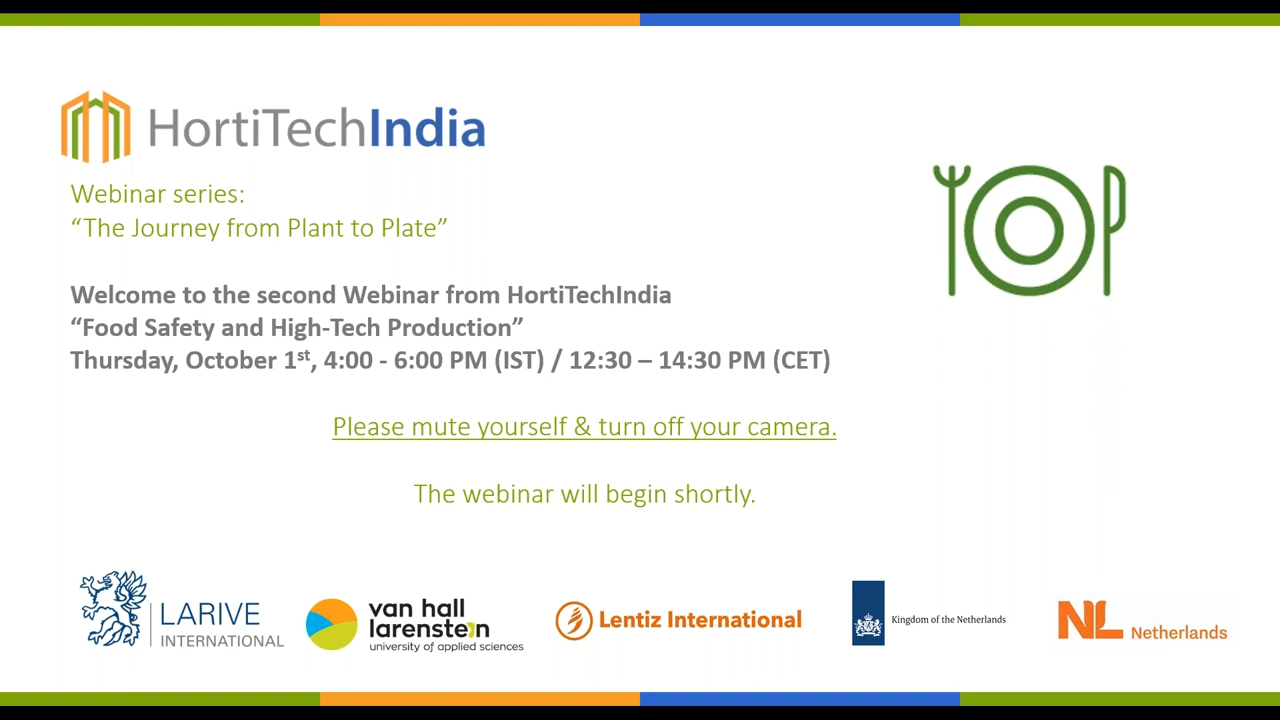 HortiTechIndia
Webinar series:
“The Journey from Plant to Plate”
Welcome to the second Webinar from HortiTechIndia
“Food Safety and High-Tech Production”
Thursday, October 1st, 4:00 - 6:00 PM (IST) / 12:30 – 14:30 PM (CET)
Please mute yourself & turn off your camera.
The webinar will begin shortly.
LARIVE
INTERNATIONAL
van hall
larenstein
university of applied sciences
Lentiz International
Kingdom of the Netherlands
NL Netherlands